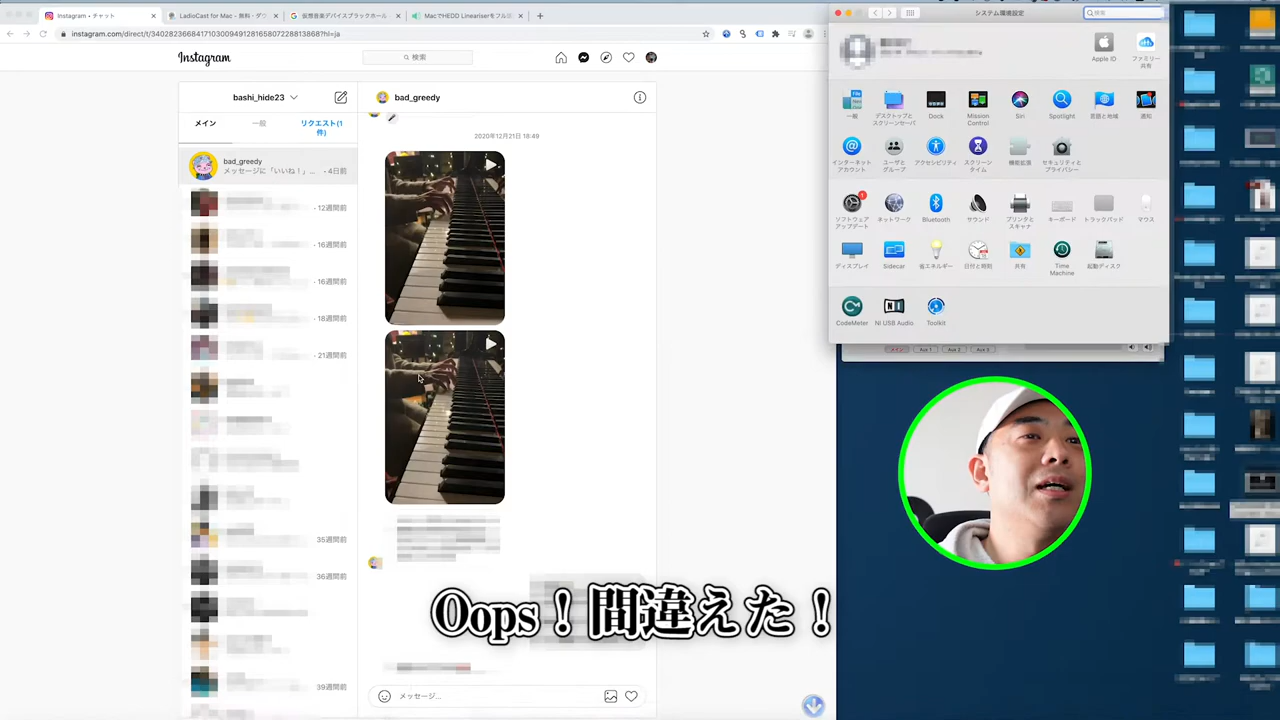 Instagram • チャット
LadioCast for Mac - 無料・ダウ
仮想音楽デバイスブラックホール
MacでHEDD Lineariserをフル活
instagram.com/direct/t/340282366841710300949128165807228813868?hl=ja
Instagram
検索
bashi_hide23
メイン
一般
リクエスト(1
件)
bad_greedy
メッセージに「いいね！」...
・4日前
・12週間前
・16週間前
・16週間前
・18週間前
・21週間前
35週間前
36週間前
39週間前
bad_greedy
2020年12月21日 18:49
メッセージ...
Oops！間違えた！
システム環境設定
検索
Apple ID
ファミリー
共有
一般
デスクトップと
スクリーンセーバ
Dock
Mission
Control
Siri
Spotlight
言語と地域
通知
インターネット
アカウント
ユーザと
グループ
アクセシビリティ
スクリーン
タイム
機能拡張
セキュリティと
プライバシー
1
ソフトウェア
アップデート
ネットワーク
Bluetooth
サウンド
プリンタと
スキャナ
キーボード
トラックパッド
マウス
ディスプレイ
Sidecar
省エネルギー
日付と時刻
共有
Time
Machine
起動ディスク
CodeMeter
NI USB Audio
Toolkit
メイン
Aux 1
Aux 2
Aux 3